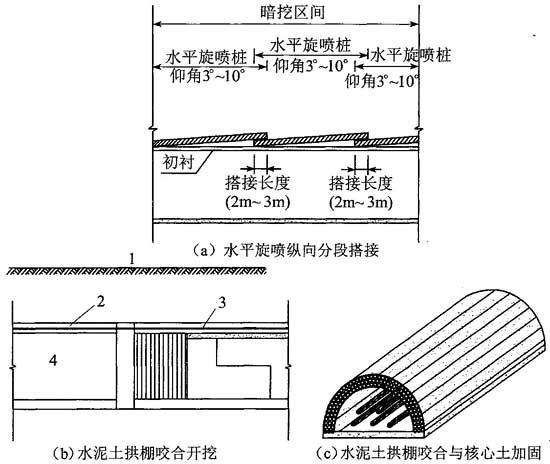 暗挖区间
水平旋喷桩
仰角3°~10°
水平旋喷桩
仰角3°~10°
水平旋喷桩
仰角3°~10°
初衬
搭接长度
(2m~3m)
搭接长度
(2m~3m)
（a）水平旋喷纵向分段搭接
1
2
3
4
（b）水泥土拱棚咬合开挖
（c）水泥土拱棚咬合与核心土加固